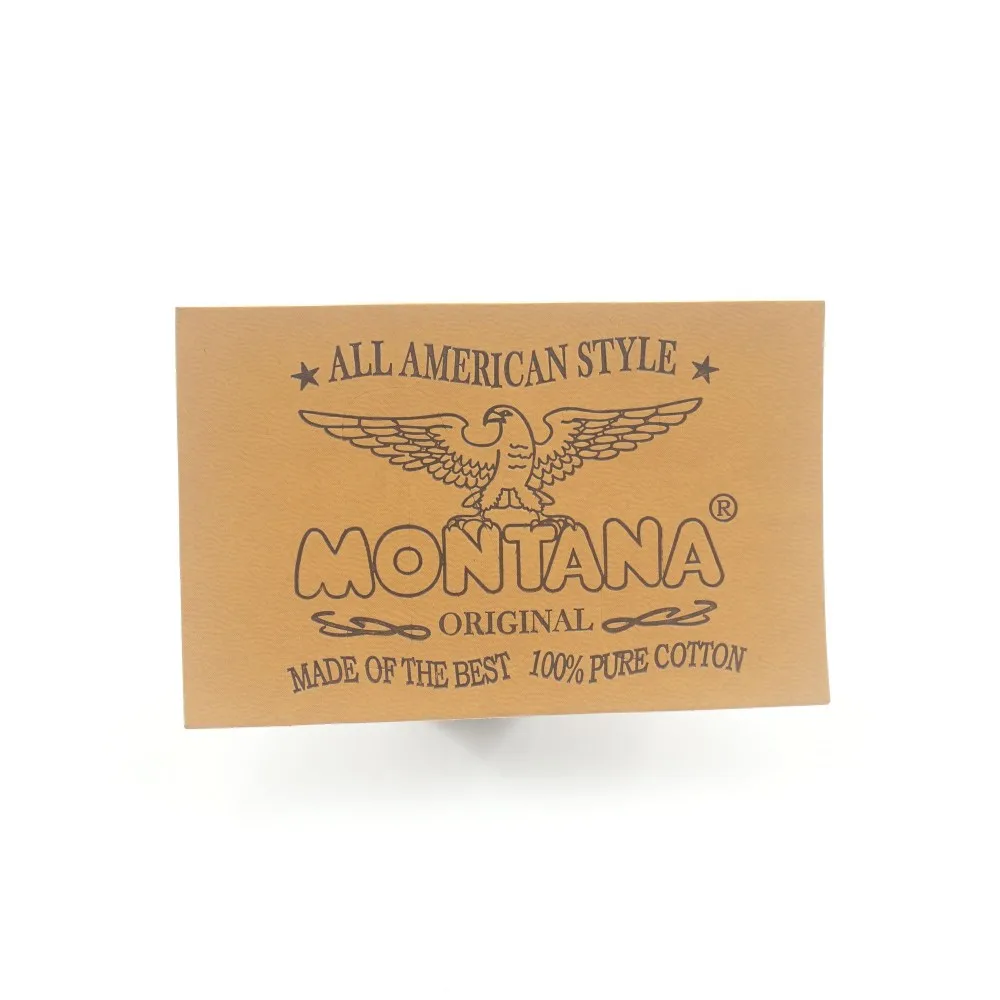 ★ ALL AMERICAN STYLE ★
MONTANA®
ORIGINAL
MADE OF THE BEST 100% PURE COTTON